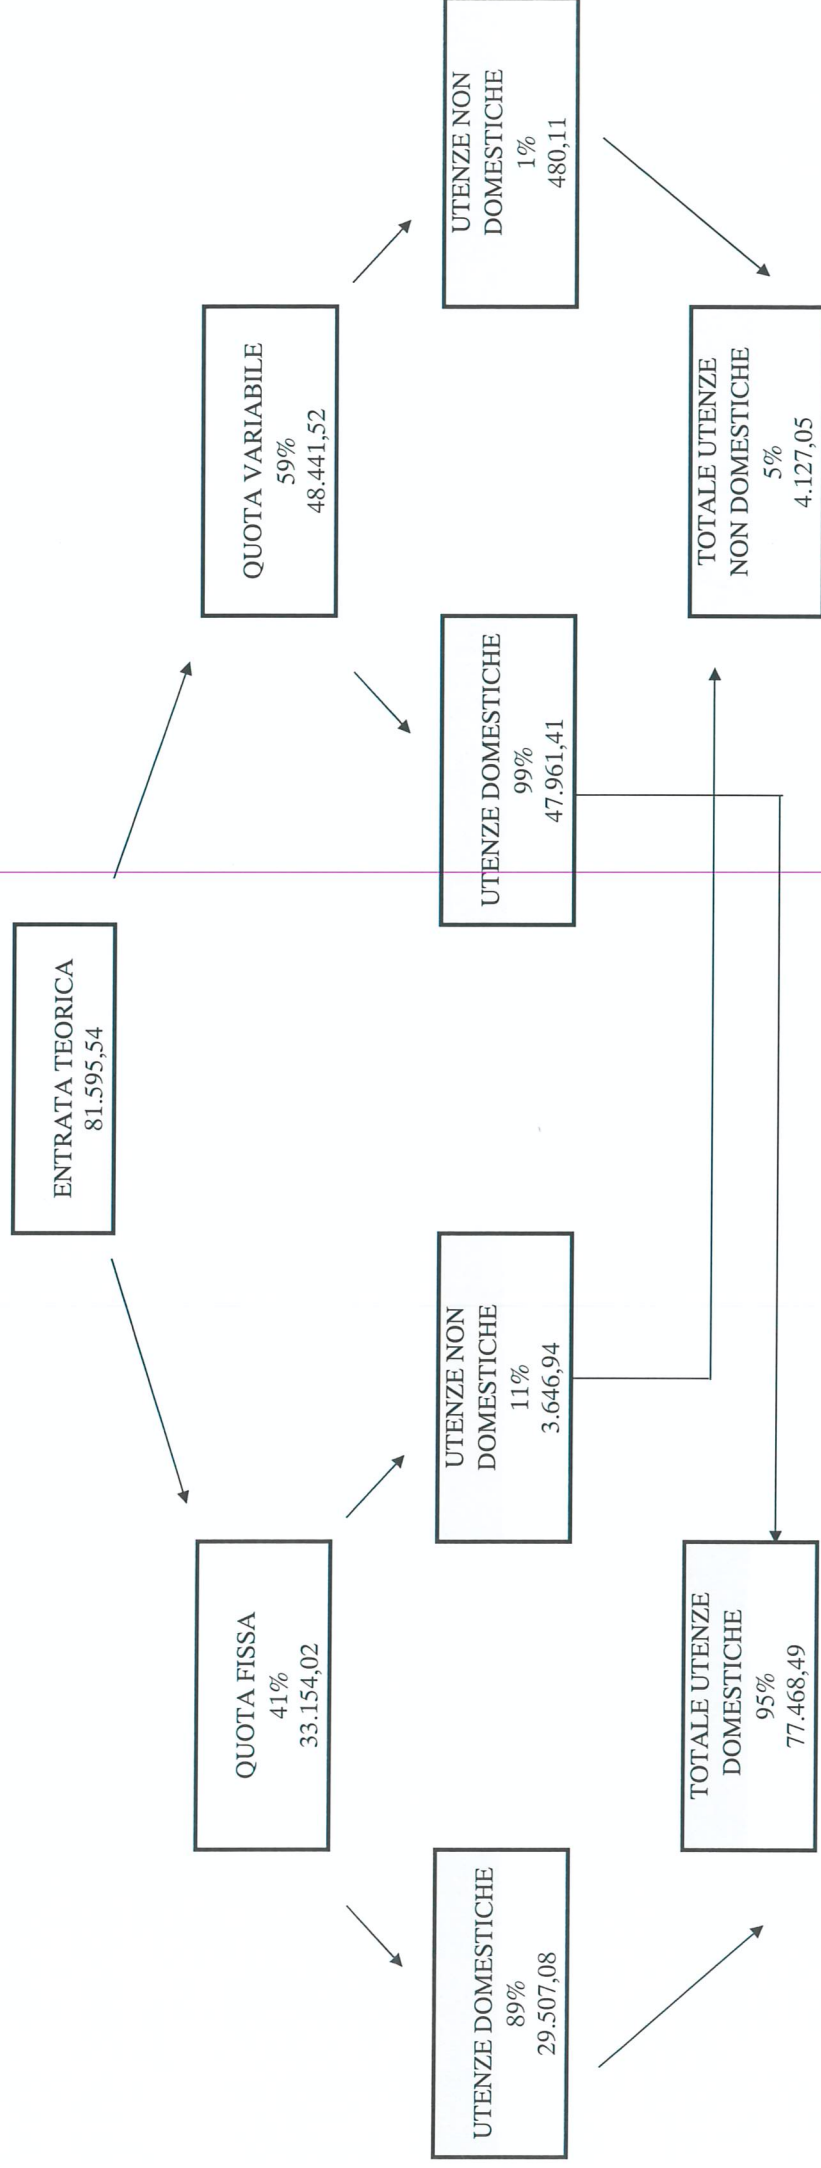 ENTRATA TEORICA
81.595,54
QUOTA FISSA
41%
33.154,02
QUOTA VARIABILE
59%
48.441,52
UTENZE DOMESTICHE
89%
29.507,08
UTENZE NON
DOMESTICHE
11%
3.646,94
UTENZE DOMESTICHE
99%
47.961,41
UTENZE NON
DOMESTICHE
1%
480,11
TOTALE UTENZE
DOMESTICHE
95%
77.468,49
TOTALE UTENZE
NON DOMESTICHE
5%
4.127,05